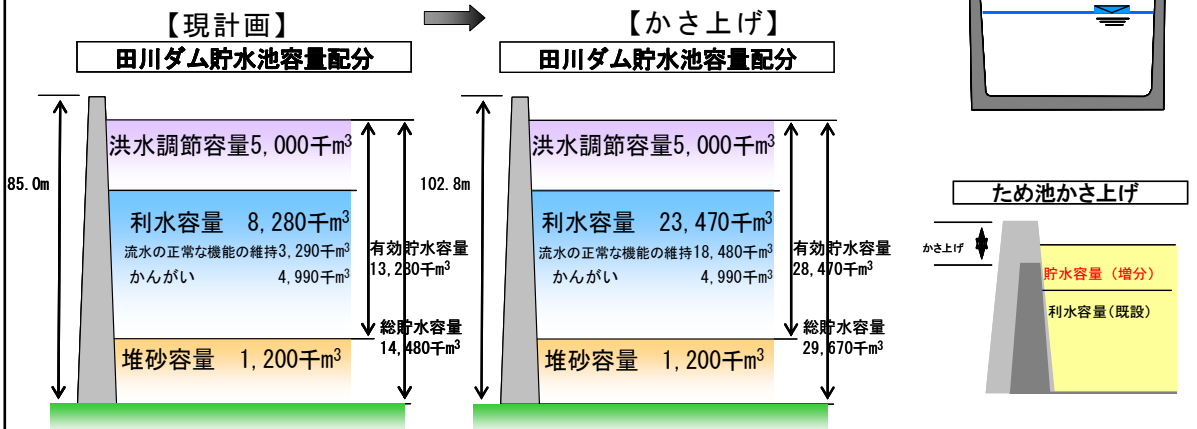 【現計画】
田川ダム貯水池容量配分
85.0m
洪水調節容量5,000千m³
利水容量 8,280千m³
流水の正常な機能の維持3,290千m³
かんがい 4,990千m³
有効貯水容量
13,280千m³
総貯水容量
14,480千m³
堆砂容量 1,200千m³
【かさ上げ】
田川ダム貯水池容量配分
102.8m
洪水調節容量5,000千m³
利水容量 23,470千m³
流水の正常な機能の維持18,480千m³
かんがい 4,990千m³
有効貯水容量
28,470千m³
総貯水容量
29,670千m³
堆砂容量 1,200千m³
ため池かさ上げ
かさ上げ
貯水容量（増分）
利水容量(既設)